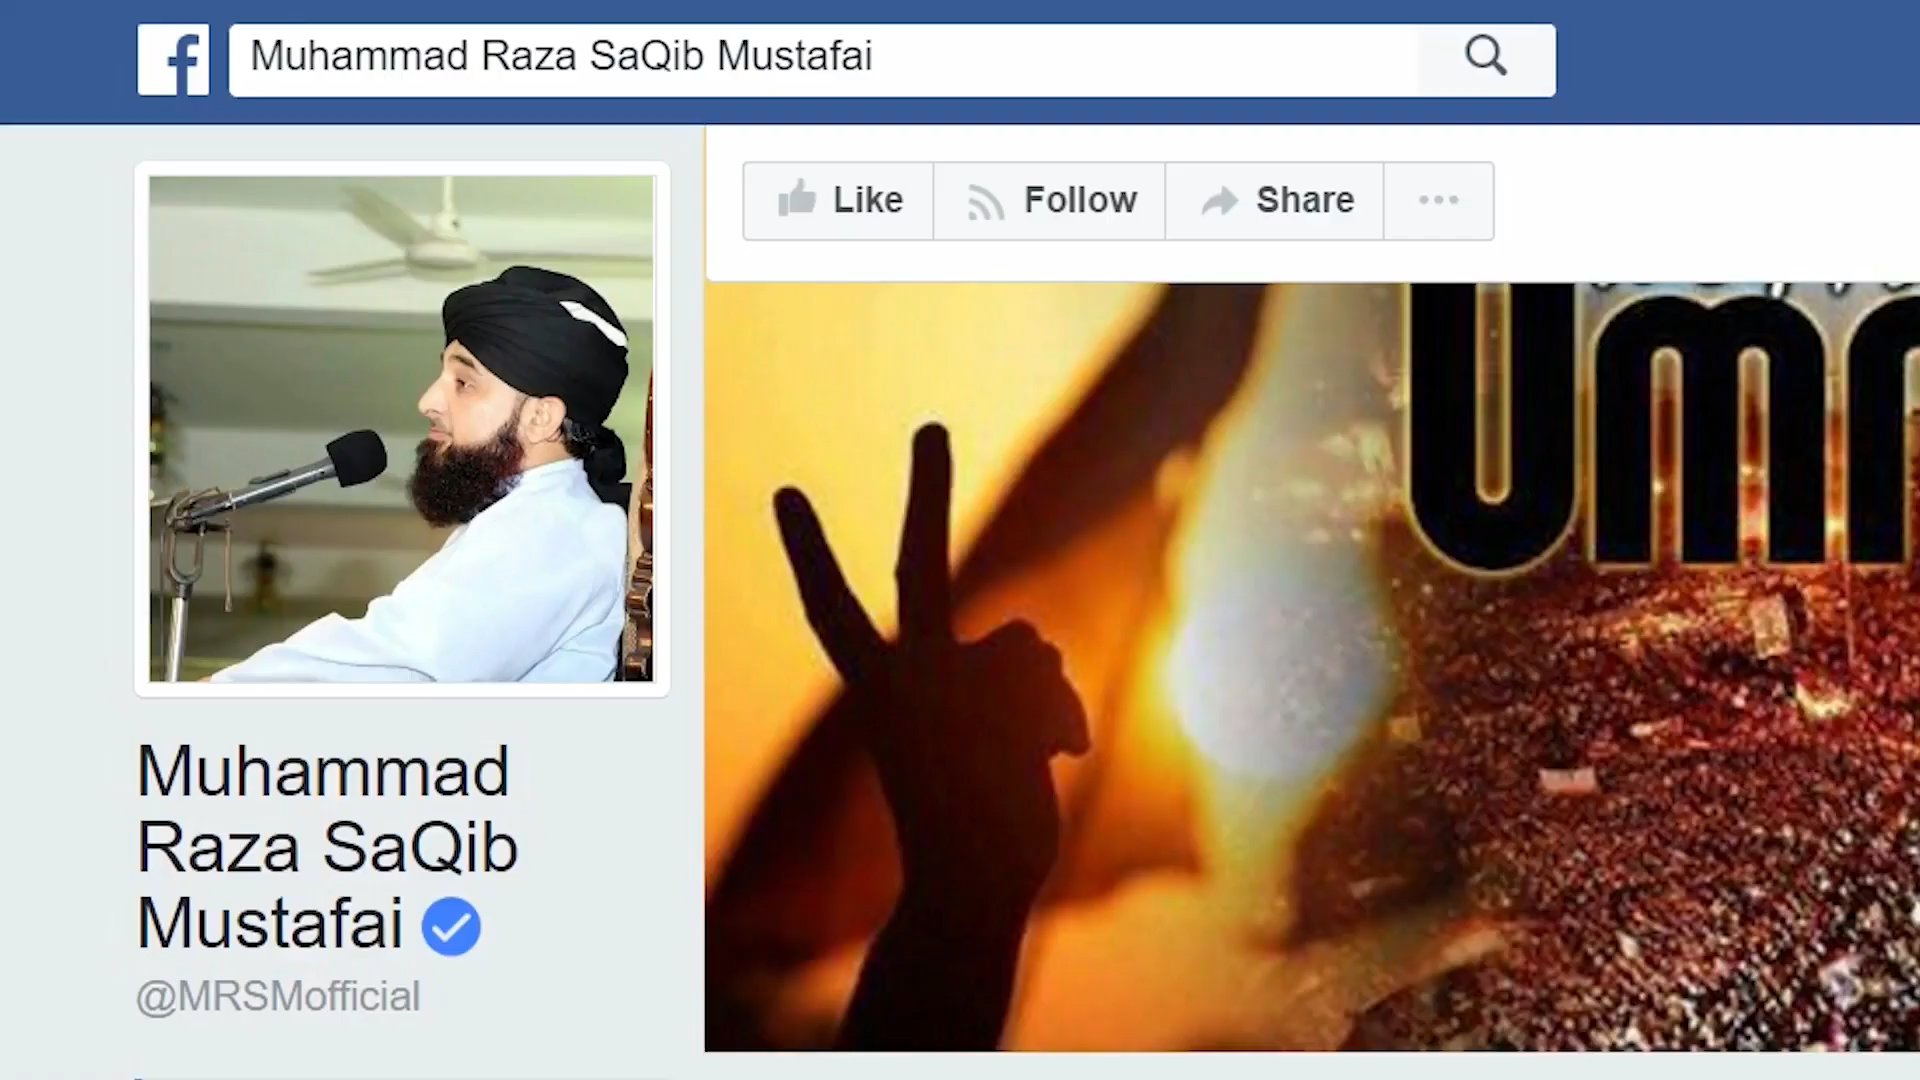 Muhammad Raza SaQib Mustafai
Like
Follow
Share
Muhammad
Raza SaQib
Mustafai
@MRSMofficial